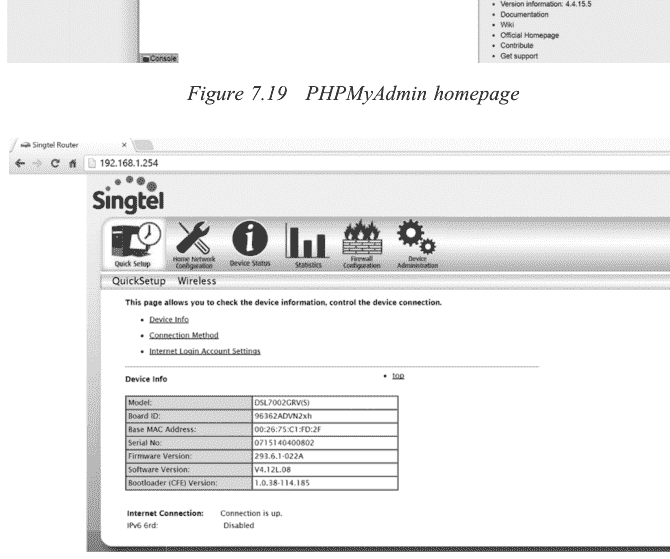 • Version information: 4.4.15.5
• Documentation
• Wiki
• Official Homepage
• Contribute
• Get support
Console
Figure 7.19 PHPMyAdmin homepage
Singtel Router ×
192.168.1.254
Singtel
Quick Setup Home Network Configuration Device Status Statistics Firewall Configuration Device Administration
QuickSetup Wireless
This page allows you to check the device information, control the device connection.
• Device Info
• Connection Method
• Internet Login Account Settings
• top
Device Info
Model: DSL7002GRV(S)
Board ID: 96362ADVN2xh
Base MAC Address: 00:26:75:C1:FD:2F
Serial No: 0715140400802
Firmware Version: 293.6.1-022A
Software Version: V4.12L.08
Bootloader (CFE) Version: 1.0.38-114.185
Internet Connection: Connection is up.
IPv6 6rd: Disabled